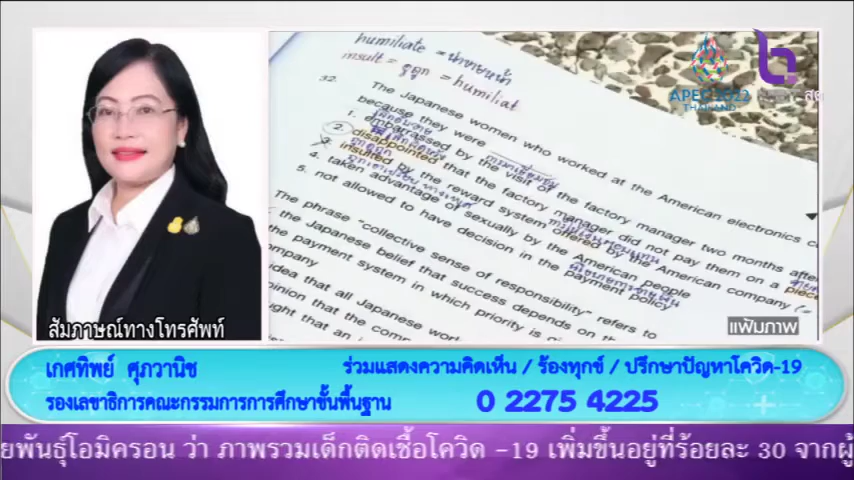 humiliate = น่าขายหน้า
insult = ดูถูก = humiliat
APEC 2022
THAILAND
32.
The Japanese women who worked at the American electronics c
because they were
1. embarrassed by the visit of the factory manager two months after
2. disappointed that the factory manager did not pay them on a piece
3. insulted by the reward system offered by the American company
4. taken advantage of sexually by the American people
5. not allowed to have decision in the payment policy
The phrase "collective sense of responsibility" refers to
the Japanese belief that success depends on th
the payment system in which priority is
ompany
idea that all Japanese work
pinion that the comp
ught that an
แฟ้มภาพ
สัมภาษณ์ทางโทรศัพท์
เกศทิพย์ ศุภวานิช
รองเลขาธิการคณะกรรมการการศึกษาขั้นพื้นฐาน
ร่วมแสดงความคิดเห็น / ร้องทุกข์ / ปรึกษาปัญหาโควิด-19
0 2275 4225
ยพันธุ์โอมิครอน ว่า ภาพรวมเด็กติดเชื้อโควิด -19 เพิ่มขึ้นอยู่ที่ร้อยละ 30 จากผู้